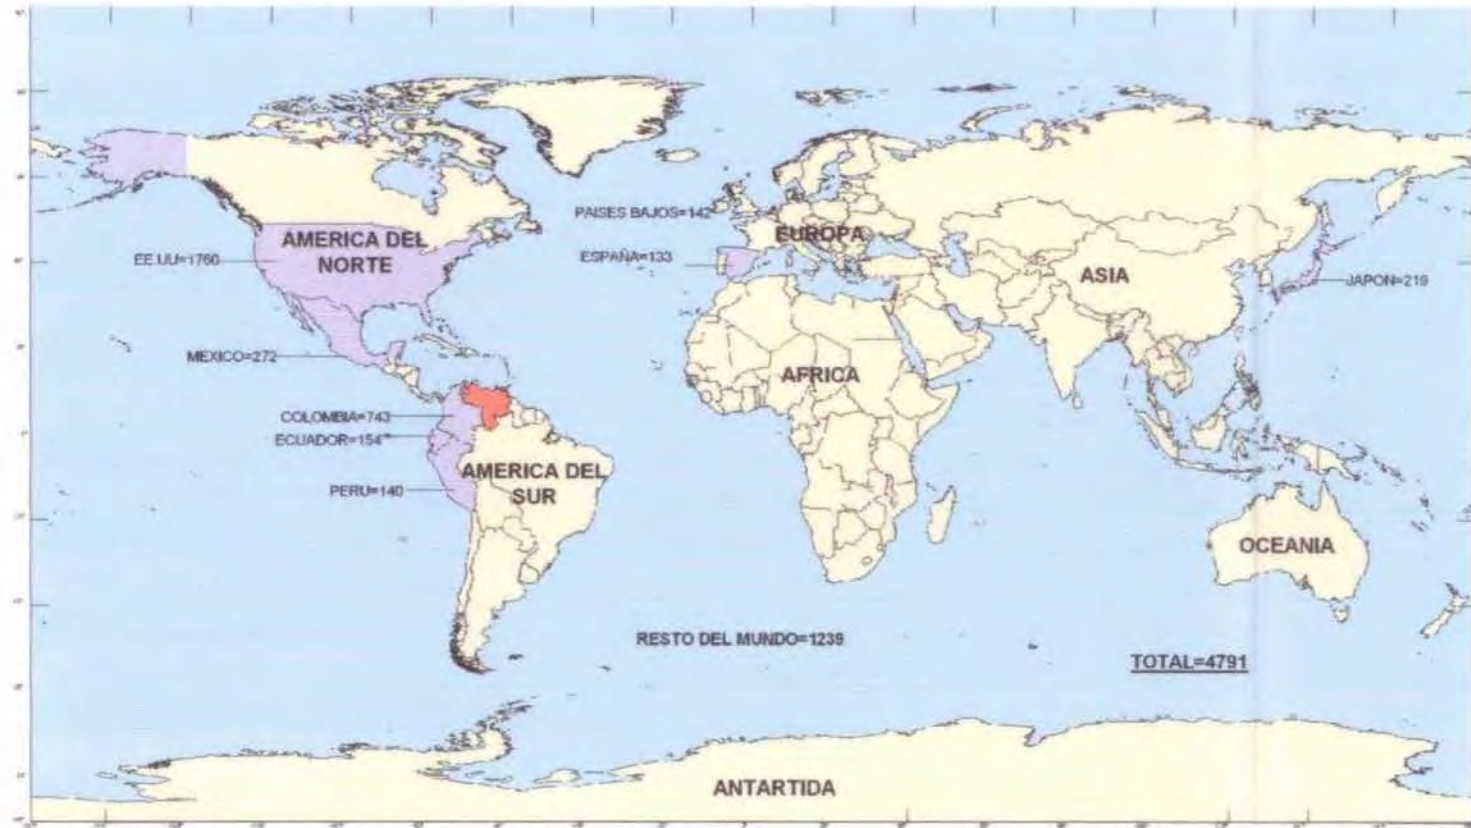 PAISES BAJOS=142
AMERICA DEL
NORTE
EUROPA
EE.UU=1760
ESPAÑA=133
ASIA
JAPON=219
MEXICO=272
AFRICA
COLOMBIA=743
ECUADOR=154
AMERICA DEL
SUR
PERU=140
OCEANIA
RESTO DEL MUNDO=1239
TOTAL=4791
ANTARTIDA